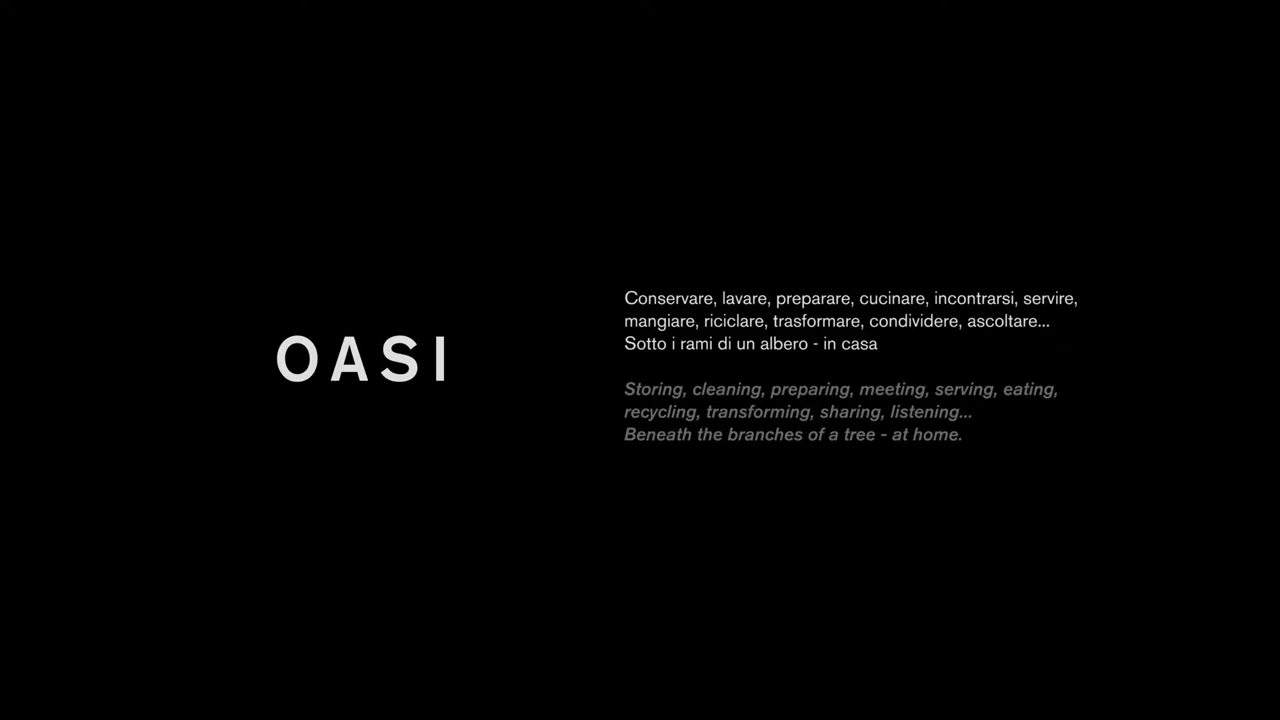 OASI
Conservare, lavare, preparare, cucinare, incontrarsi, servire,
mangiare, riciclare, trasformare, condividere, ascoltare...
Sotto i rami di un albero - in casa
Storing, cleaning, preparing, meeting, serving, eating,
recycling, transforming, sharing, listening...
Beneath the branches of a tree - at home.